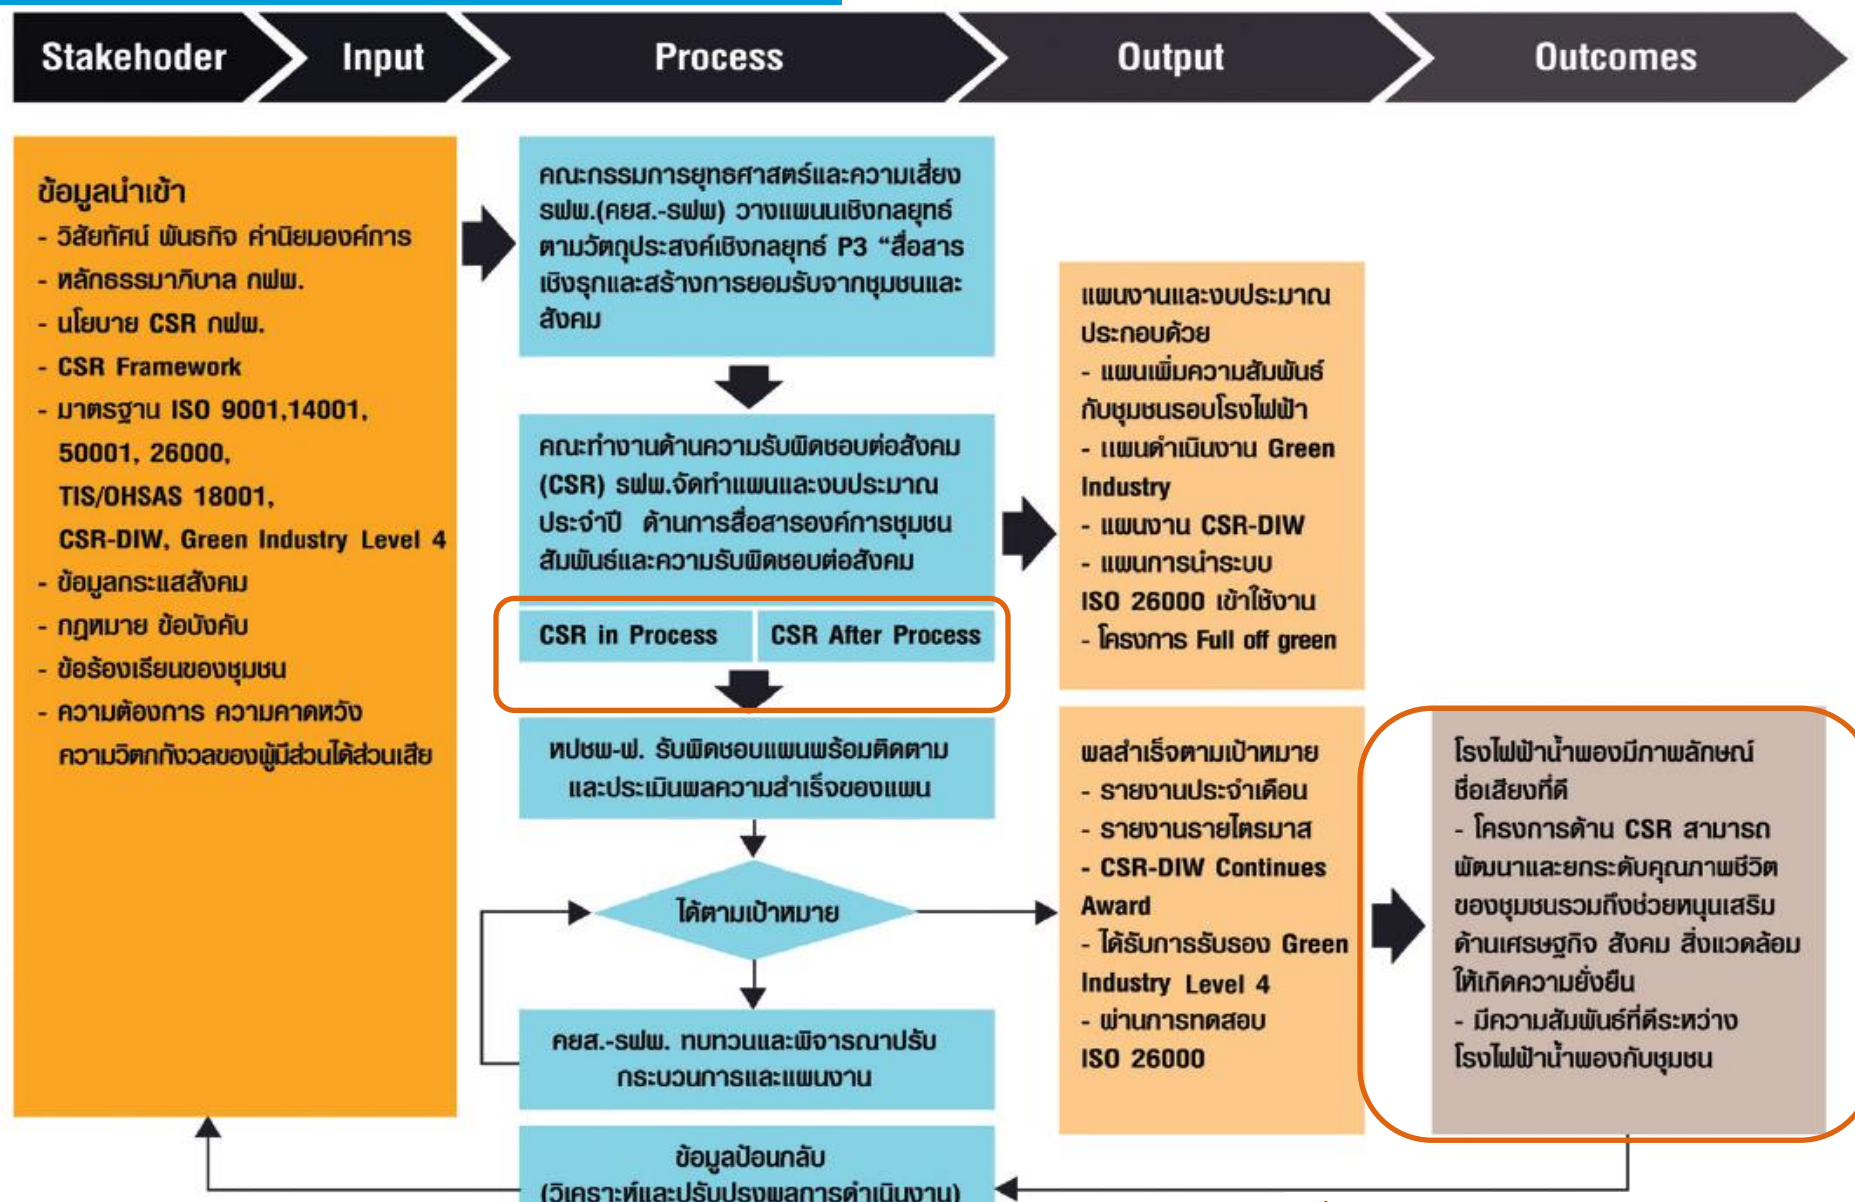 Stakehoder
Input
Process
Output
Outcomes
ข้อมูลนำเข้า
- วิสัยทัศน์ พันธกิจ ค่านิยมองค์การ
- หลักธรรมาภิบาล กฟผ.
- นโยบาย CSR กฟผ.
- CSR Framework
- มาตรฐาน ISO 9001,14001,
50001, 26000,
TIS/OHSAS 18001,
CSR-DIW, Green Industry Level 4
- ข้อมูลกระแสสังคม
- กฎหมาย ข้อบังคับ
- ข้อร้องเรียนของชุมชน
- ความต้องการ ความคาดหวัง
ความวิตกกังวลของผู้มีส่วนได้ส่วนเสีย
คณะกรรมการยุทธศาสตร์และความเสี่ยง
รฟพ.(คยส.-รฟพ) วางแผนนเชิงกลยุทธ์
ตามวัตถุประสงค์เชิงกลยุทธ์ P3 “สื่อสาร
เชิงรุกและสร้างการยอมรับจากชุมชนและ
สังคม
คณะทำงานด้านความรับผิดชอบต่อสังคม
(CSR) รฟพ.จัดทำแผนและงบประมาณ
ประจำปี ด้านการสื่อสารองค์การชุมชน
สัมพันธ์และความรับผิดชอบต่อสังคม
CSR in Process
CSR After Process
หปชพ-ฟ. รับผิดชอบแผนพร้อมติดตาม
และประเมินผลความสำเร็จของแผน
ได้ตามเป้าหมาย
คยส.-รฟพ. ทบทวนและพิจารณาปรับ
กระบวนการและแผนงาน
ข้อมูลป้อนกลับ
(วิเคราะห์และปรับปรุงผลการดำเนินงาน)
แผนงานและงบประมาณ
ประกอบด้วย
- แผนเพิ่มความสัมพันธ์
กับชุมชนรอบโรงไฟฟ้า
- แผนดำเนินงาน Green
Industry
- แผนงาน CSR-DIW
- แผนการนำระบบ
ISO 26000 เข้าใช้งาน
- โครงการ Full off green
ผลสำเร็จตามเป้าหมาย
- รายงานประจำเดือน
- รายงานรายไตรมาส
- CSR-DIW Continues
Award
- ได้รับการรับรอง Green
Industry Level 4
- ผ่านการทดสอบ
ISO 26000
โรงไฟฟ้าน้ำพองมีภาพลักษณ์
ชื่อเสียงที่ดี
- โครงการด้าน CSR สามารถ
พัฒนาและยกระดับคุณภาพชีวิต
ของชุมชนรวมถึงช่วยหนุนเสริม
ด้านเศรษฐกิจ สังคม สิ่งแวดล้อม
ให้เกิดความยั่งยืน
- มีความสัมพันธ์ที่ดีระหว่าง
โรงไฟฟ้าน้ำพองกับชุมชน